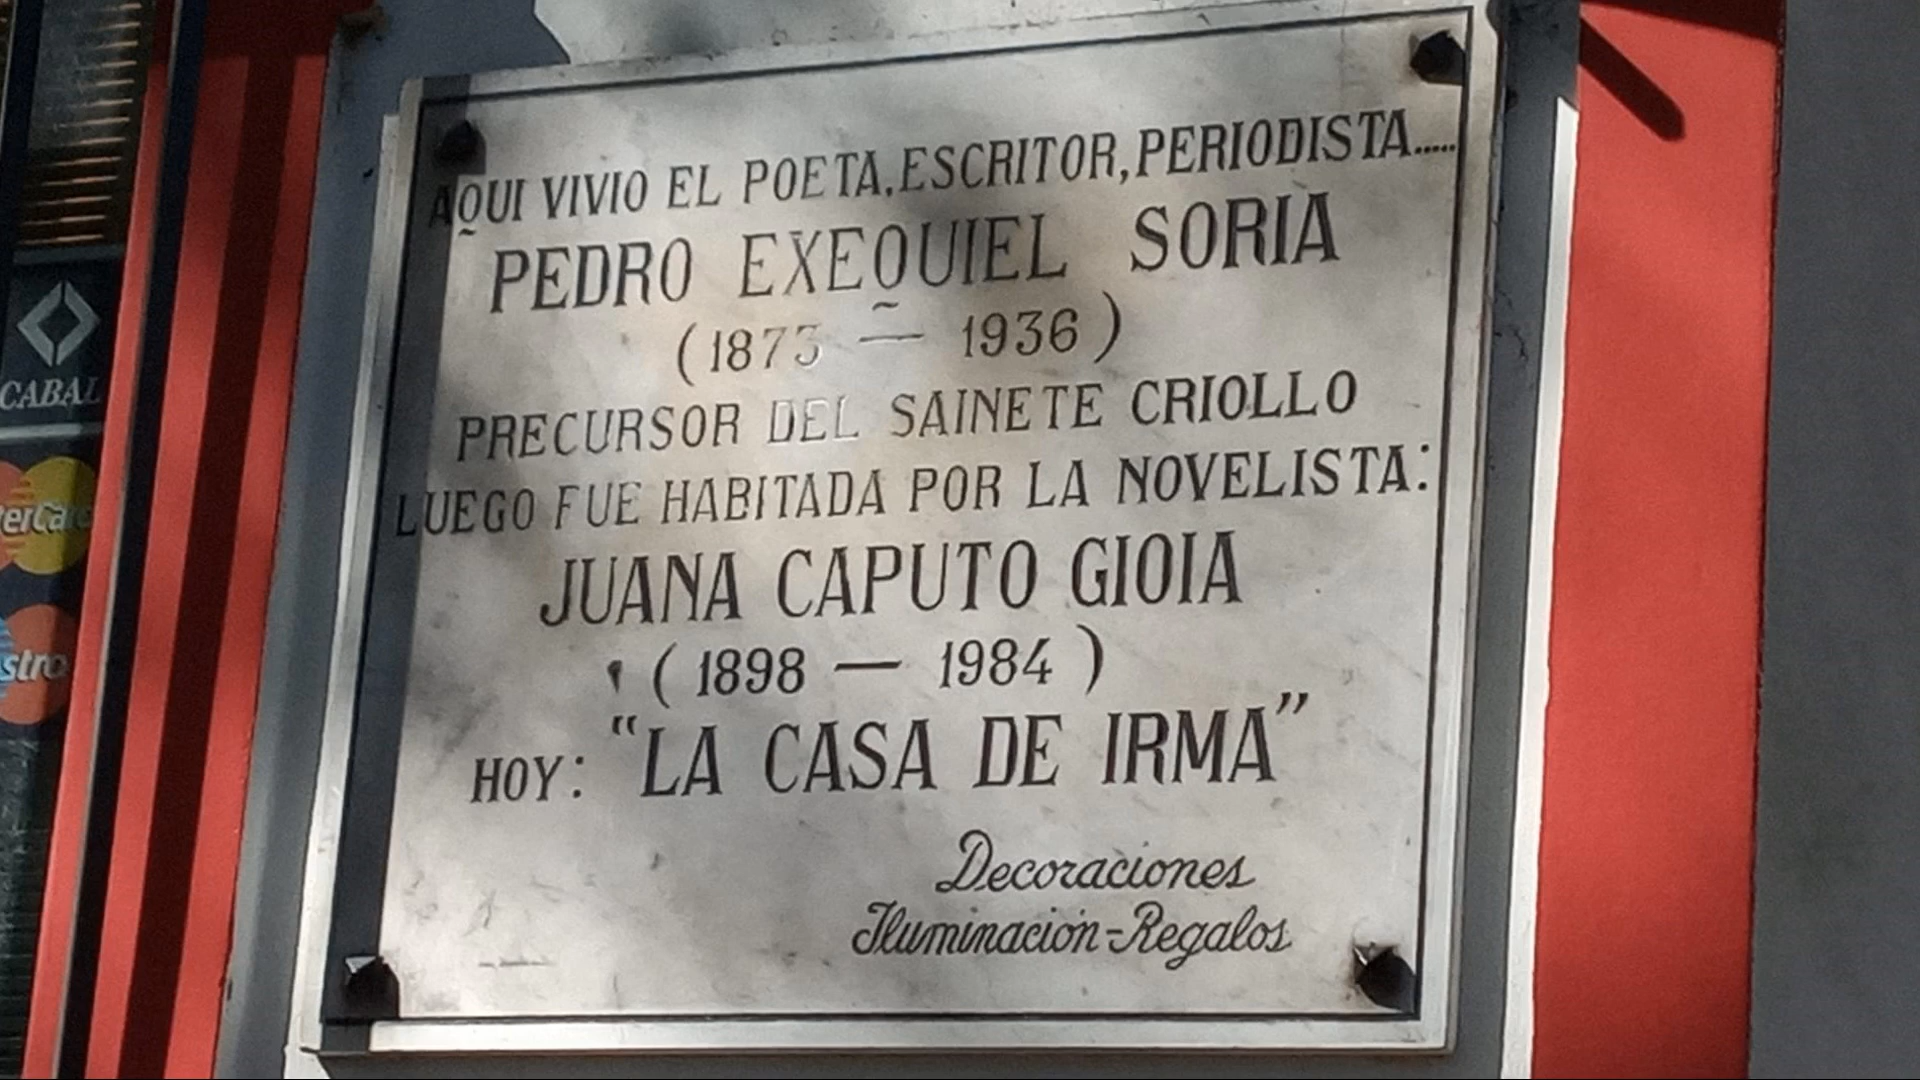 AQUI VIVIO EL POETA,ESCRITOR,PERIODISTA.....
PEDRO EXEQUIEL SORIA
(1873 — 1936)
PRECURSOR DEL SAINETE CRIOLLO
LUEGO FUE HABITADA POR LA NOVELISTA:
JUANA CAPUTO GIOIA
(1898 — 1984)
HOY: "LA CASA DE IRMA"
Decoraciones
Iluminación-Regalos
CABAL